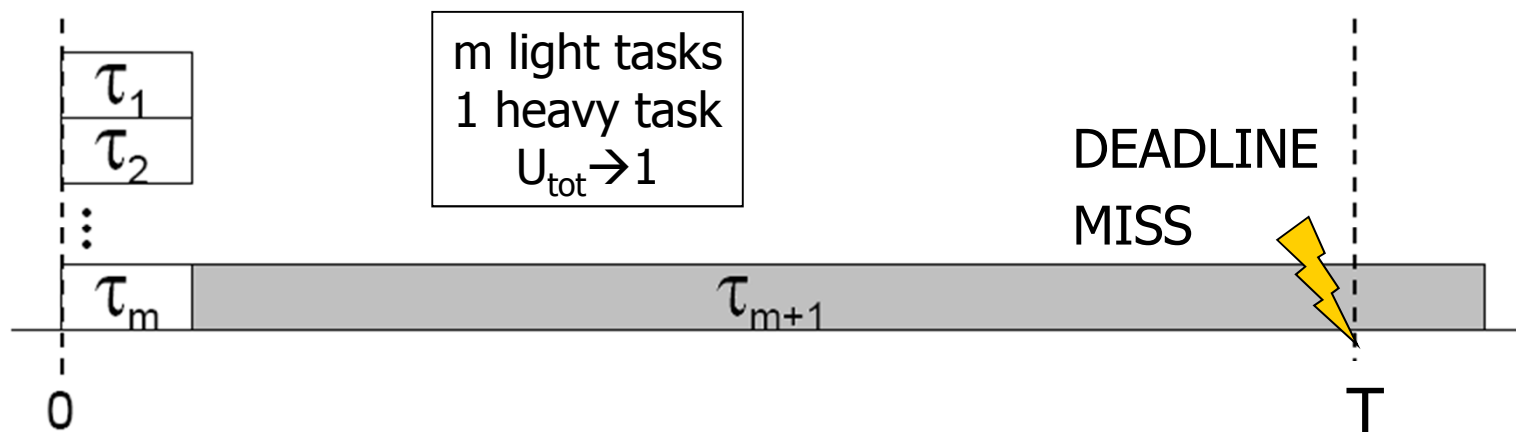 τ1
τ2
⋮
τm
τm+1
m light tasks
1 heavy task
Utot→1
DEADLINE
MISS
0
T